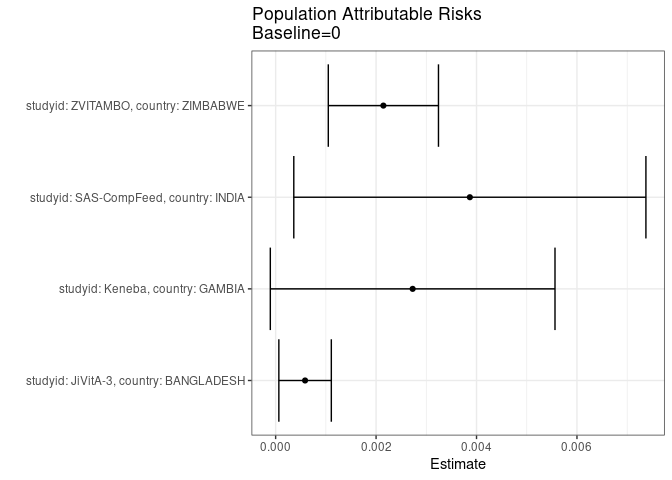 Population Attributable Risks
Baseline=0
studyid: ZVITAMBO, country: ZIMBABWE
studyid: SAS-CompFeed, country: INDIA
studyid: Keneba, country: GAMBIA
studyid: JiVitA-3, country: BANGLADESH
0.000 0.002 0.004 0.006
Estimate